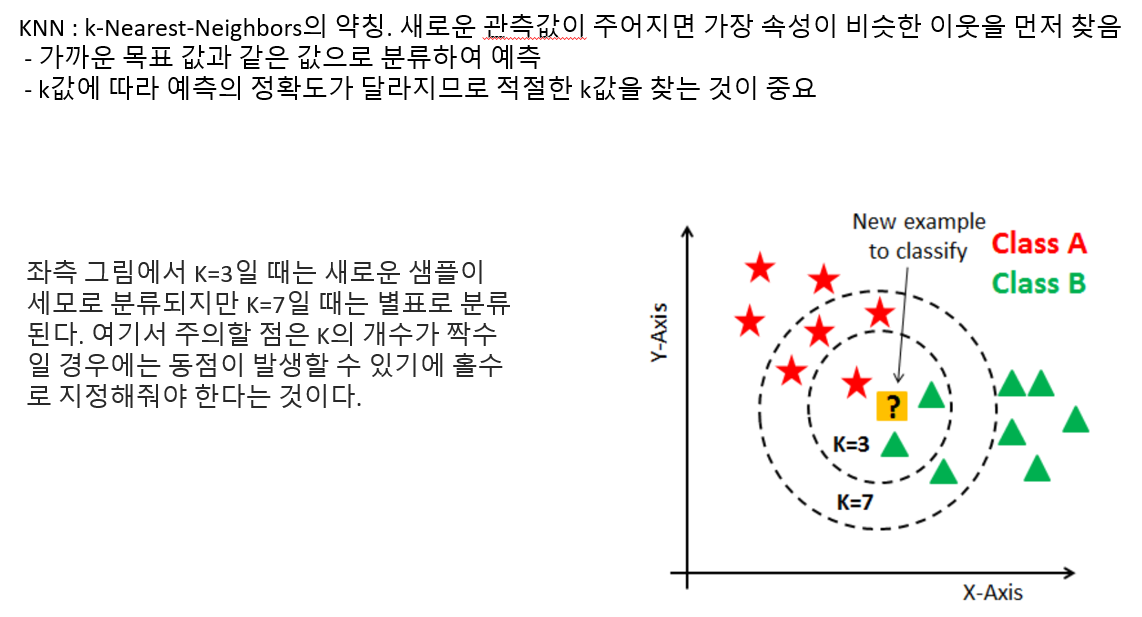 KNN : k-Nearest-Neighbors의 약칭. 새로운 관측값이 주어지면 가장 속성이 비슷한 이웃을 먼저 찾음
- 가까운 목표 값과 같은 값으로 분류하여 예측
- k값에 따라 예측의 정확도가 달라지므로 적절한 k값을 찾는 것이 중요
좌측 그림에서 K=3일 때는 새로운 샘플이
세모로 분류되지만 K=7일 때는 별표로 분류
된다. 여기서 주의할 점은 K의 개수가 짝수
일 경우에는 동점이 발생할 수 있기에 홀수
로 지정해줘야 한다는 것이다.
New example
to classify
Class A
Class B
Y-Axis
?
K=3
K=7
X-Axis